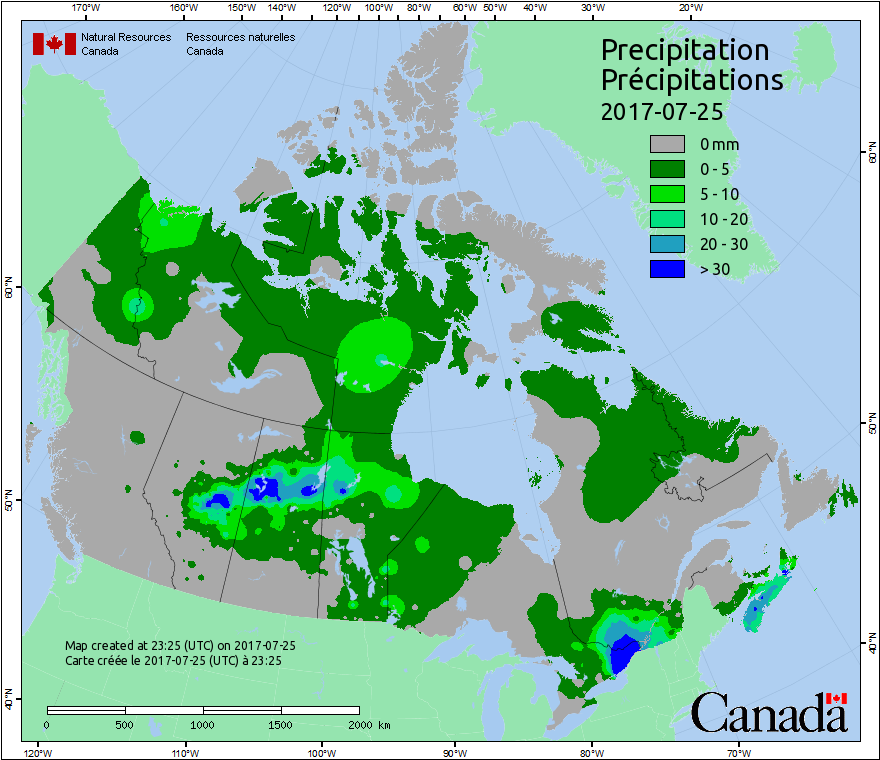 170°W 160°W 150°W 140°W 120°W 100°W 80°W 60°W 50°W 40°W 30°W 20°W
Natural Resources Ressources naturelles
Canada Canada
Precipitation
Précipitations
2017-07-25
0 mm
0 - 5
5 - 10
10 - 20
20 - 30
> 30
60°N
60°N
50°N
50°N
40°N
40°N
Map created at 23:25 (UTC) on 2017-07-25
Carte créée le 2017-07-25 (UTC) à 23:25
0 500 1000 1500 2000 km
Canada
120°W 110°W 100°W 90°W 80°W 70°W